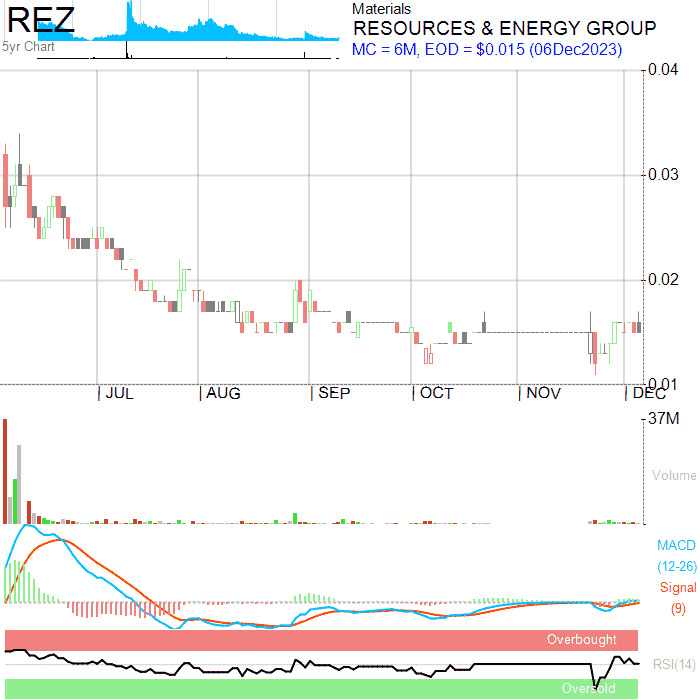 REZ
5yr Chart
Materials
RESOURCES & ENERGY GROUP
MC = 6M, EOD = $0.015 (06Dec2023)
0.04
0.03
0.02
0.01
JUL AUG SEP OCT NOV DEC
37M
Volume
MACD
(12-26)
Signal
(9)
Overbought
RSI(14)
Oversold